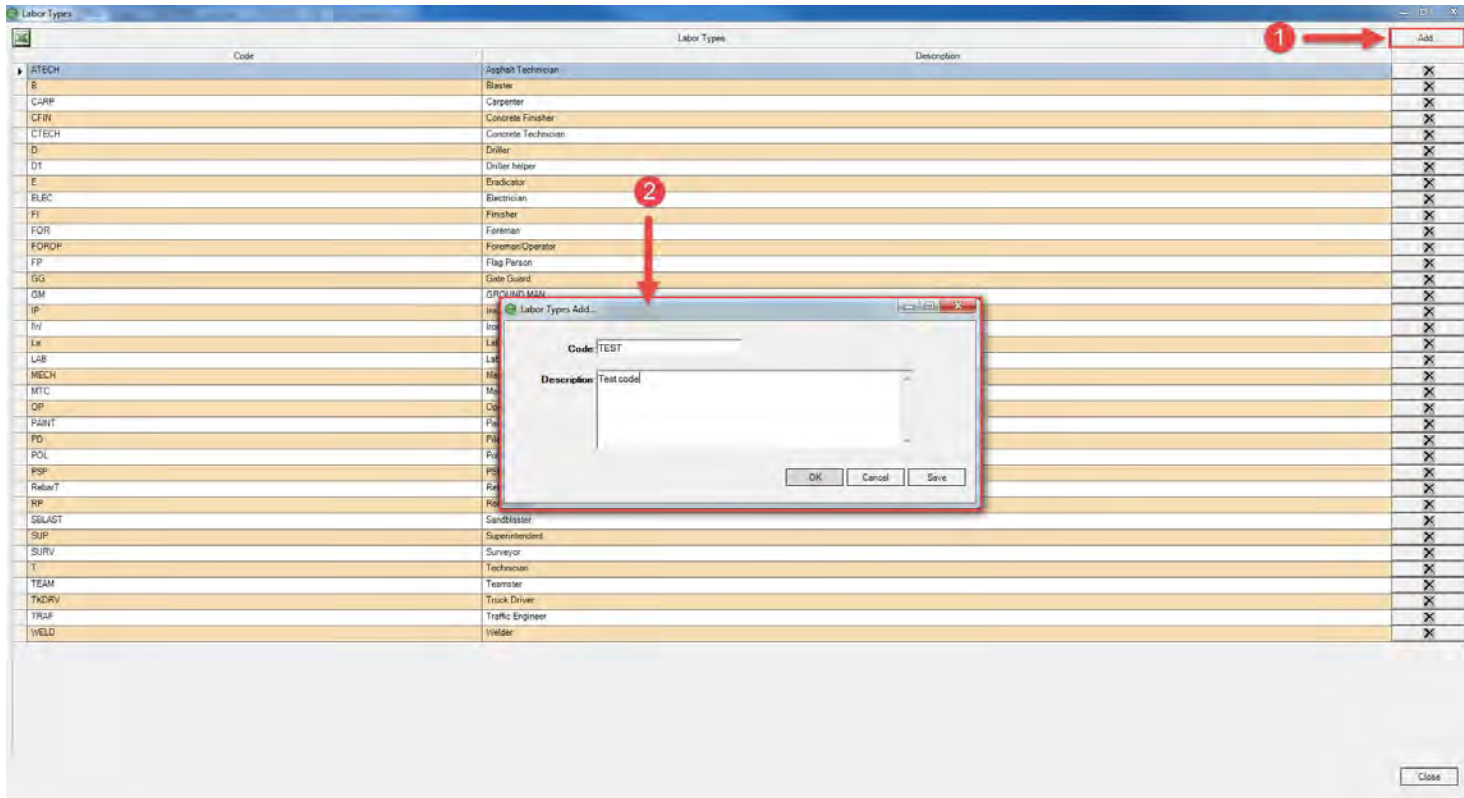 Labor Types
Labor Types
1
Add...
Code
Description
ATECH Asphalt Technician
B Blaster
CARP Carpenter
CFIN Concrete Finisher
CTECH Concrete Technician
D Driller
D1 Driller helper
E Eradicator
ELEC Electrician
2
FI Finisher
FOR Foreman
FOROP Foreman/Operator
FP Flag Person
GG Gate Guard
GM GROUND MAN
IP
IW
La
LAB
MECH
MTC
OP
PAINT
PD
POL
PSP
RebarT
RP
Labor Types Add...
Code: TEST
Description: Test code
OK Cancel Save
SBLAST Sandblaster
SUP Superintendent
SURV Surveyor
T Technician
TEAM Teamster
TKDRV Truck Driver
TRAF Traffic Engineer
WELD Welder
Close